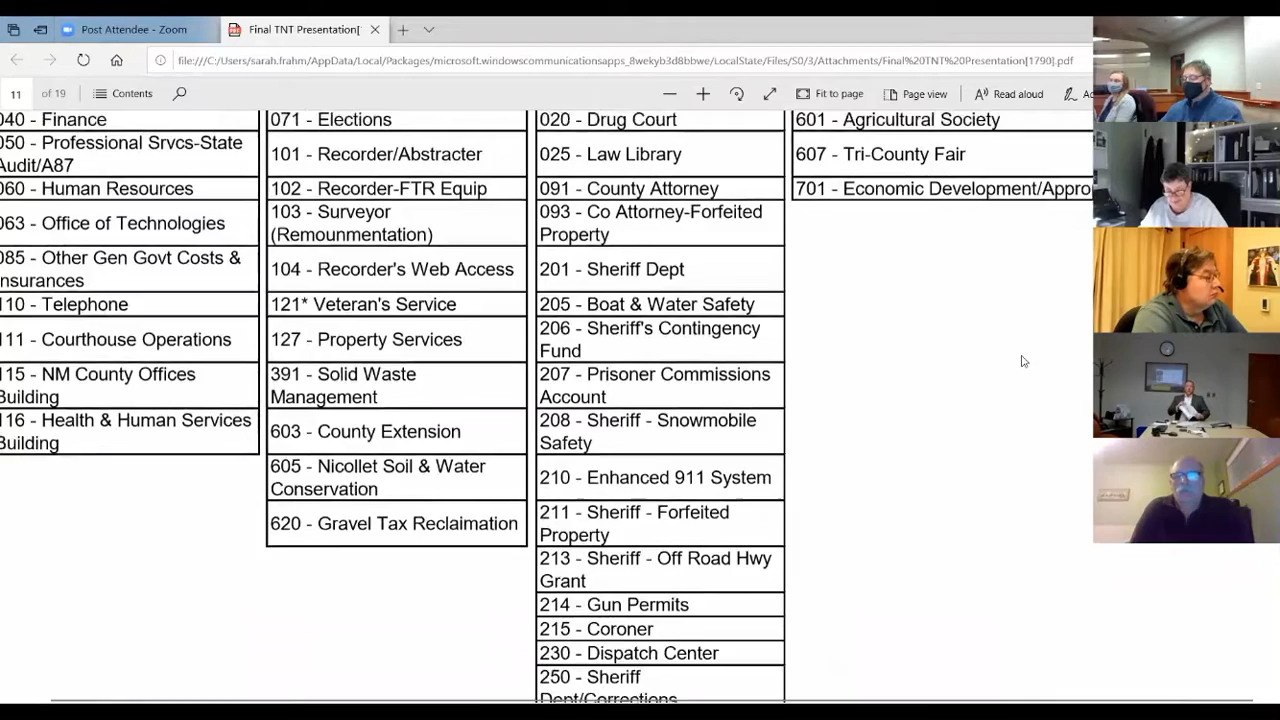 Post Attendee - Zoom
Final TNT Presentation[
file:///C:/Users/sarah.frahm/AppData/Local/Packages/microsoft.windowscommunicationsapps_8wekyb3d8bbwe/LocalState/Files/S0/3/Attachments/Final%20TNT%20Presentation[1790].pdf
11 of 19
Contents
Fit to page
Page view
Read aloud
040 - Finance
050 - Professional Srvcs-State
Audit/A87
060 - Human Resources
063 - Office of Technologies
085 - Other Gen Govt Costs &
Insurances
110 - Telephone
111 - Courthouse Operations
115 - NM County Offices
Building
116 - Health & Human Services
Building
071 - Elections
101 - Recorder/Abstracter
102 - Recorder-FTR Equip
103 - Surveyor
(Remounmentation)
104 - Recorder's Web Access
121* Veteran's Service
127 - Property Services
391 - Solid Waste
Management
603 - County Extension
605 - Nicollet Soil & Water
Conservation
620 - Gravel Tax Reclaimation
020 - Drug Court
025 - Law Library
091 - County Attorney
093 - Co Attorney-Forfeited
Property
201 - Sheriff Dept
205 - Boat & Water Safety
206 - Sheriff's Contingency
Fund
207 - Prisoner Commissions
Account
208 - Sheriff - Snowmobile
Safety
210 - Enhanced 911 System
211 - Sheriff - Forfeited
Property
213 - Sheriff - Off Road Hwy
Grant
214 - Gun Permits
215 - Coroner
230 - Dispatch Center
250 - Sheriff
Dept/Corrections
601 - Agricultural Society
607 - Tri-County Fair
701 - Economic Development/Appro